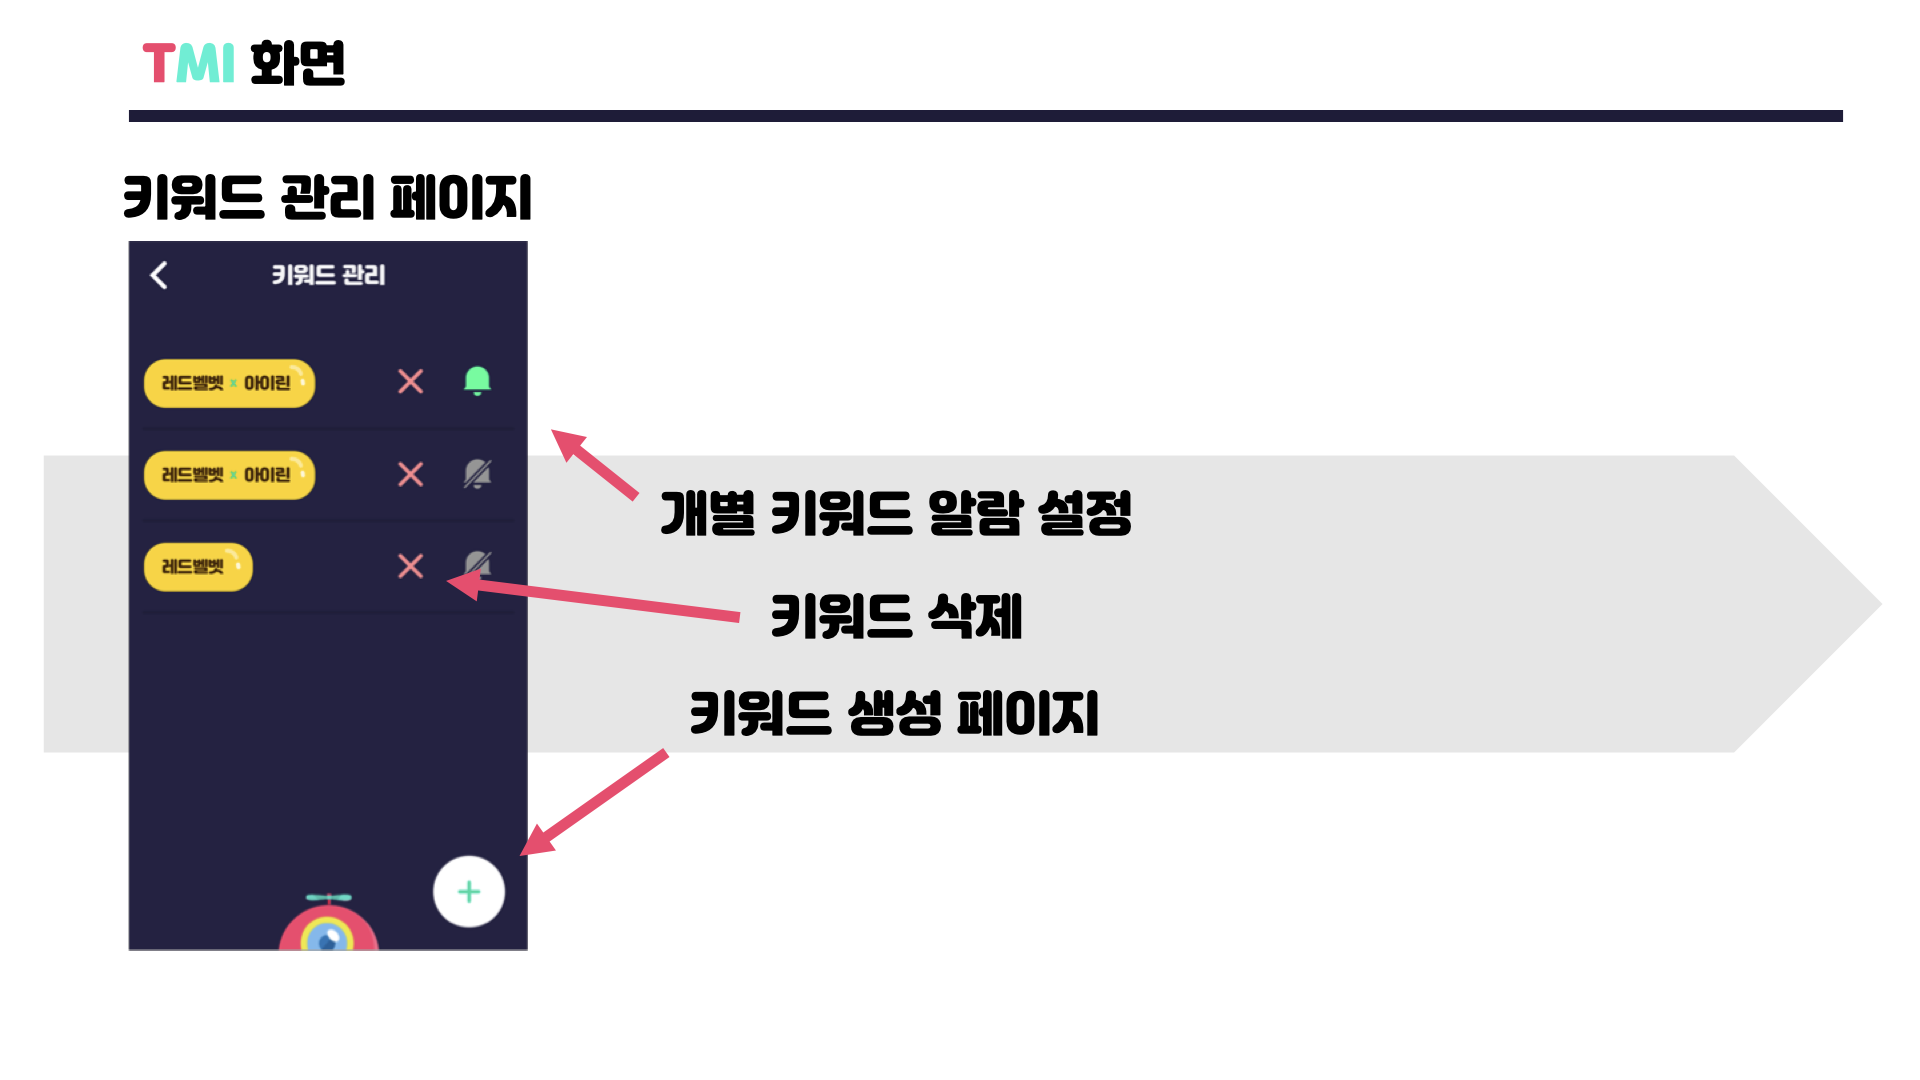 TMI 화면
키워드 관리 페이지
키워드 관리
레드벨벳 x 아이린
레드벨벳 x 아이린
레드벨벳
개별 키워드 알람 설정
키워드 삭제
키워드 생성 페이지